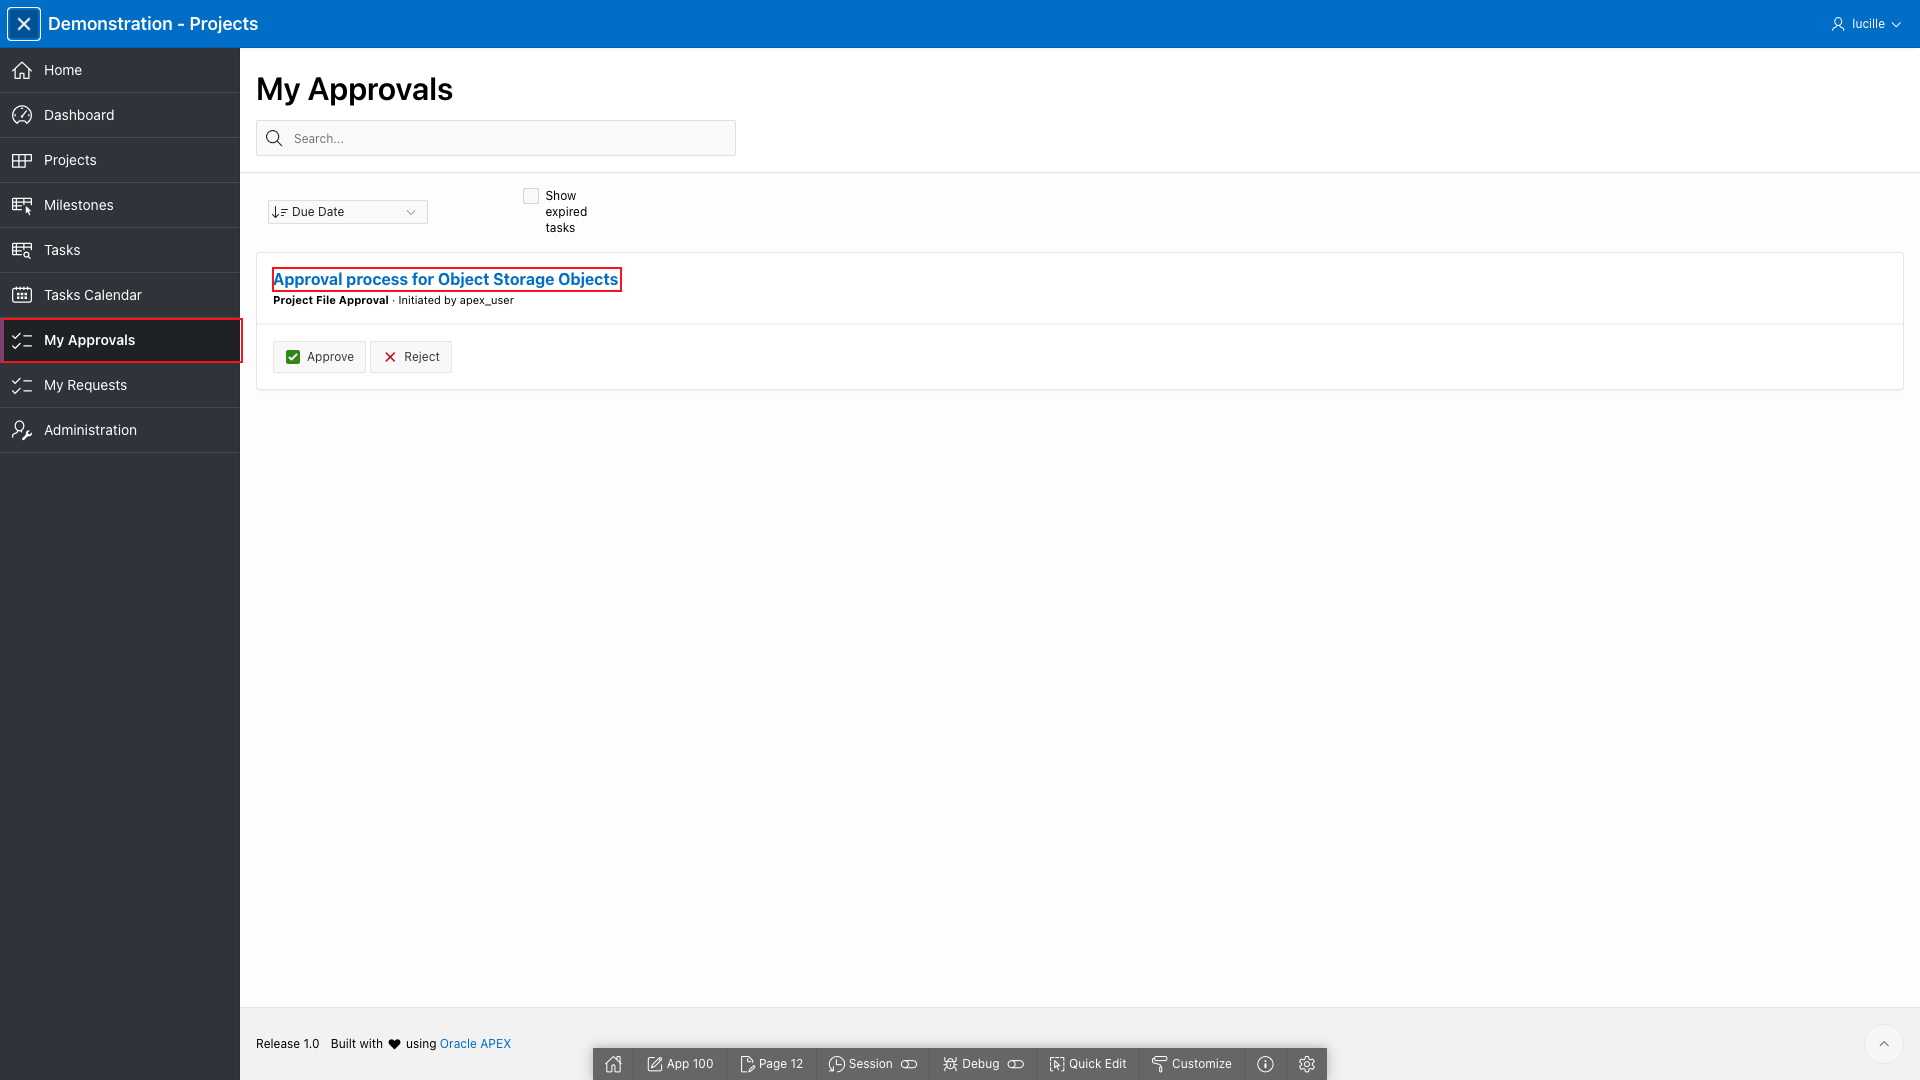 Demonstration - Projects
lucille
Home
Dashboard
Projects
Milestones
Tasks
Tasks Calendar
My Approvals
My Requests
Administration
My Approvals
Search...
Due Date
Show
expired
tasks
Approval process for Object Storage Objects
Project File Approval · Initiated by apex_user
Approve
Reject
Release 1.0 Built with ♥ using Oracle APEX
App 100
Page 12
Session
Debug
Quick Edit
Customize